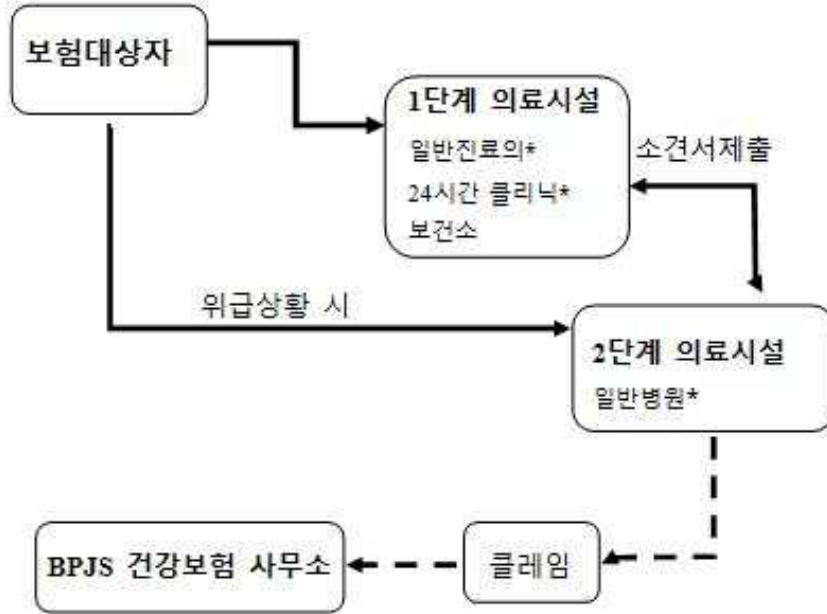 보험대상자
1단계 의료시설
일반진료의*
24시간 클리닉*
보건소
소견서제출
위급상황 시
2단계 의료시설
일반병원*
BPJS 건강보험 사무소
클레임